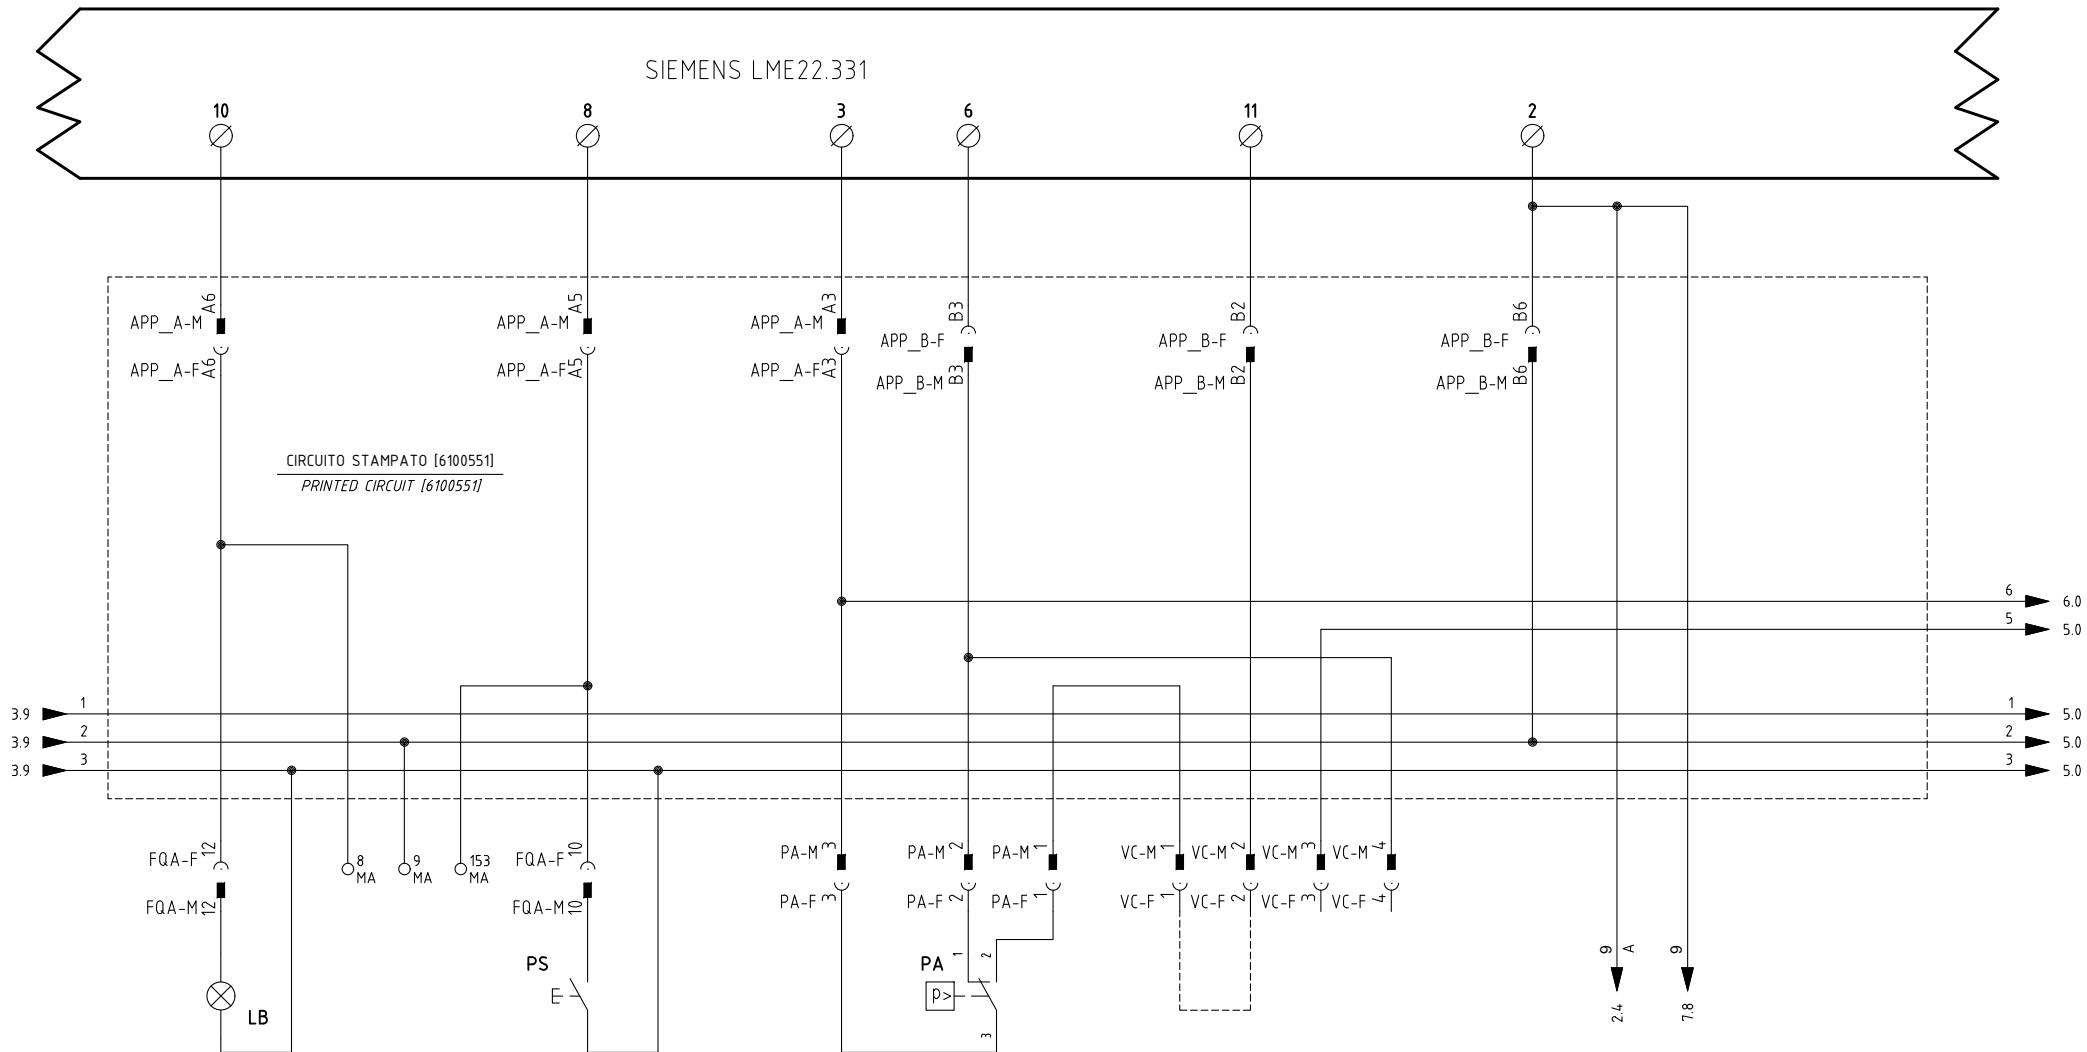 SIEMENS LME22.331
10 8 3 6 11 2
A6 A5 A3 B3 B2 B6
APP_A-M APP_A-M APP_A-M APP_B-F APP_B-F APP_B-F
APP_A-F A6 APP_A-F A5 APP_A-F A3 APP_B-M B3 APP_B-M B2 APP_B-M B6
CIRCUITO STAMPATO [6100551]
PRINTED CIRCUIT [6100551]
6 6.0
5 5.0
3.9 1 1 5.0
3.9 2 2 5.0
3.9 3 3 5.0
FQA-F 12 8 MA 9 MA 153 MA FQA-F 10 PA-M 3 PA-M 2 PA-M 1 VC-M 1 VC-M 2 VC-M 3 VC-M 4
FQA-M 12 FQA-M 10 PA-F 3 PA-F 2 PA-F 1 VC-F 1 VC-F 2 VC-F 3 VC-F 4
PS PA 1 2 9 A 9
LB P> 3 2.4 7.8